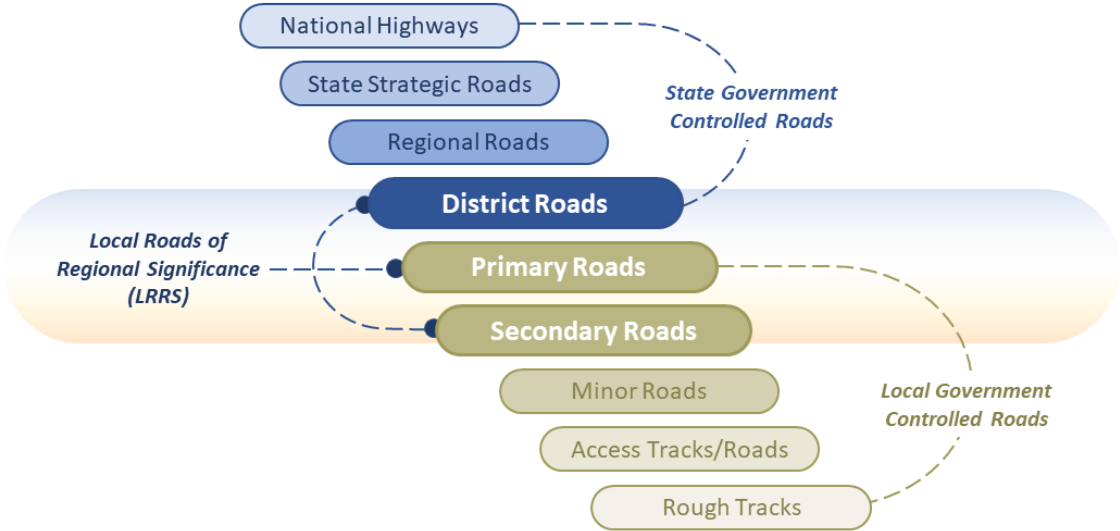 National Highways
State Strategic Roads
State Government
Controlled Roads
Regional Roads
District Roads
Local Roads of
Regional Significance
(LRRS)
Primary Roads
Secondary Roads
Minor Roads
Local Government
Controlled Roads
Access Tracks/Roads
Rough Tracks